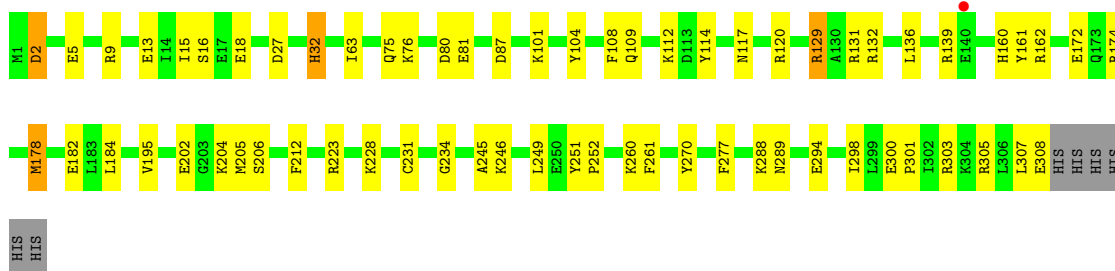 M1 D2 E5 R9 E13 I14 I15 S16 E17 E18 D27 H32 I63 Q75 K76 D80 E81 D87 K101 Y104 F108 Q109 K112 D113 Y114 N117 R120 R129 A130 R131 R132 L136 R139 E140 H160 Y161 R162 E172 Q173 R174
M178 E182 L183 L184 V195 E202 G203 K204 M205 S206 F212 R223 K228 C231 G234 A245 K246 L249 E250 Y251 P252 K260 F261 Y270 F277 K288 N289 E294 I298 L299 E300 P301 I302 R303 K304 R305 L306 L307 E308 HIS HIS HIS HIS
HIS HIS